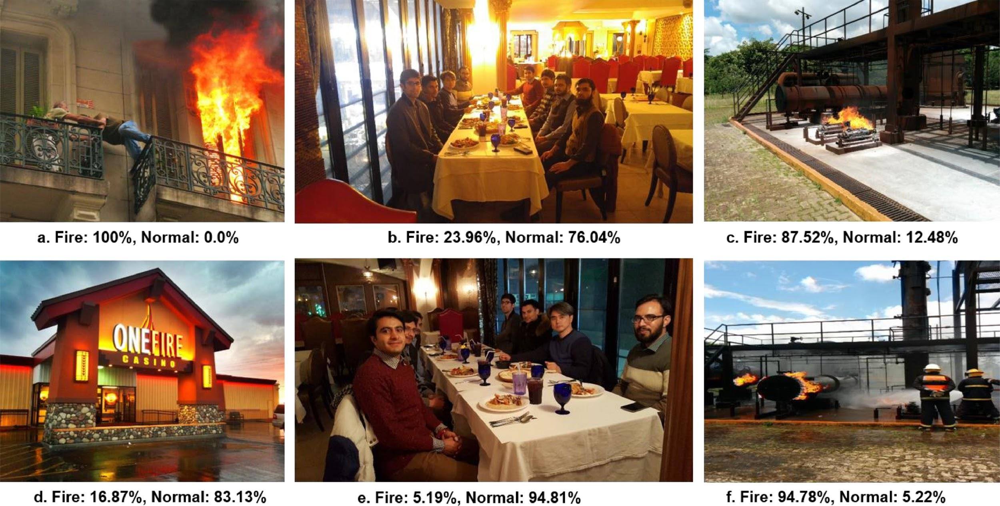 a. Fire: 100%, Normal: 0.0%
b. Fire: 23.96%, Normal: 76.04%
c. Fire: 87.52%, Normal: 12.48%
ONEFIRE
CASINO
d. Fire: 16.87%, Normal: 83.13%
e. Fire: 5.19%, Normal: 94.81%
f. Fire: 94.78%, Normal: 5.22%